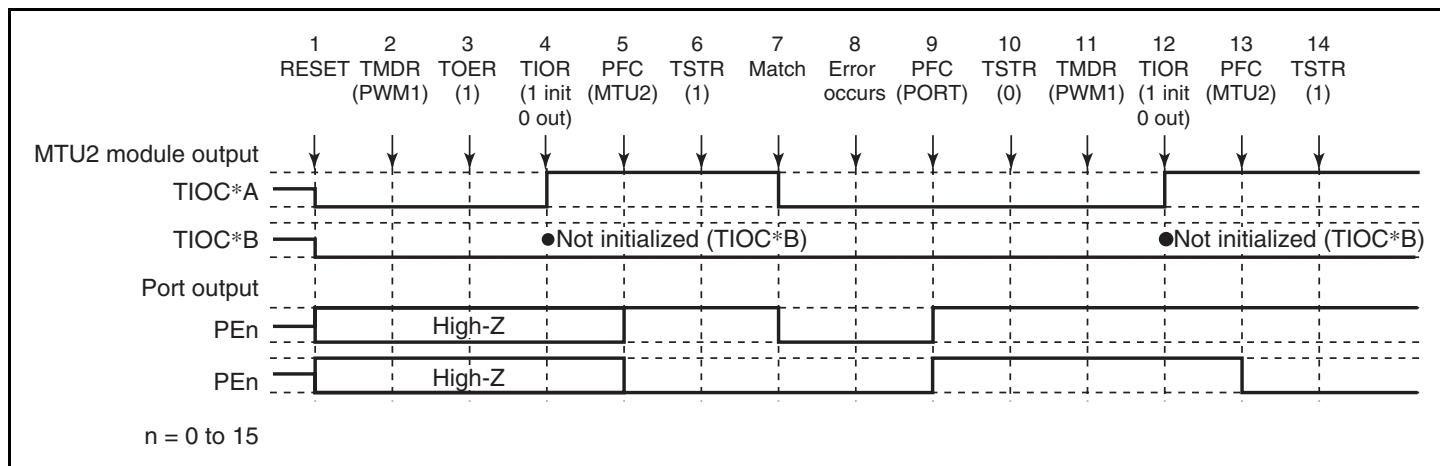 1 2 3 4 5 6 7 8 9 10 11 12 13 14
RESET TMDR TOER TIOR PFC TSTR Match Error PFC TSTR TMDR TIOR PFC TSTR
(PWM1) (1) (1 init (MTU2) (1) occurs (PORT) (0) (PWM1) (1 init (MTU2) (1)
0 out) 0 out)
MTU2 module output
TIOC*A
TIOC*B ●Not initialized (TIOC*B) ●Not initialized (TIOC*B)
Port output
PEn High-Z
PEn High-Z
n = 0 to 15